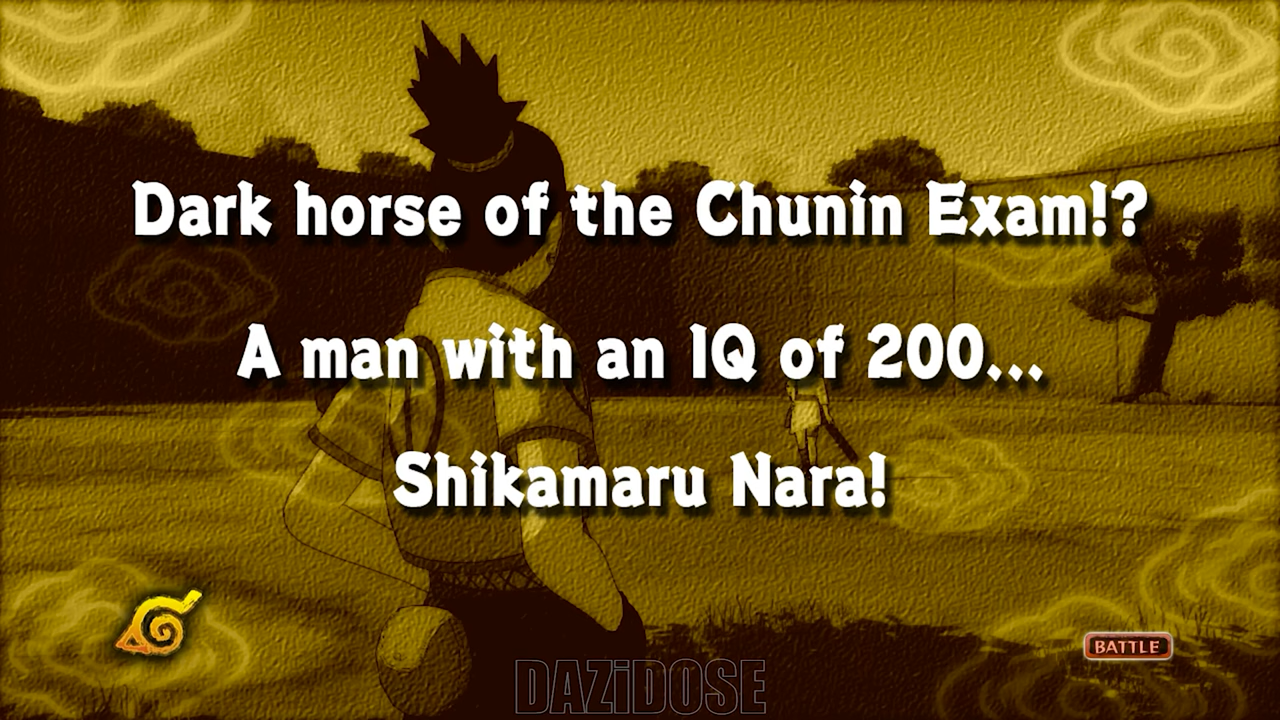 Dark horse of the Chunin Exam!?
A man with an IQ of 200...
Shikamaru Nara!
BATTLE
DAZiDOSE